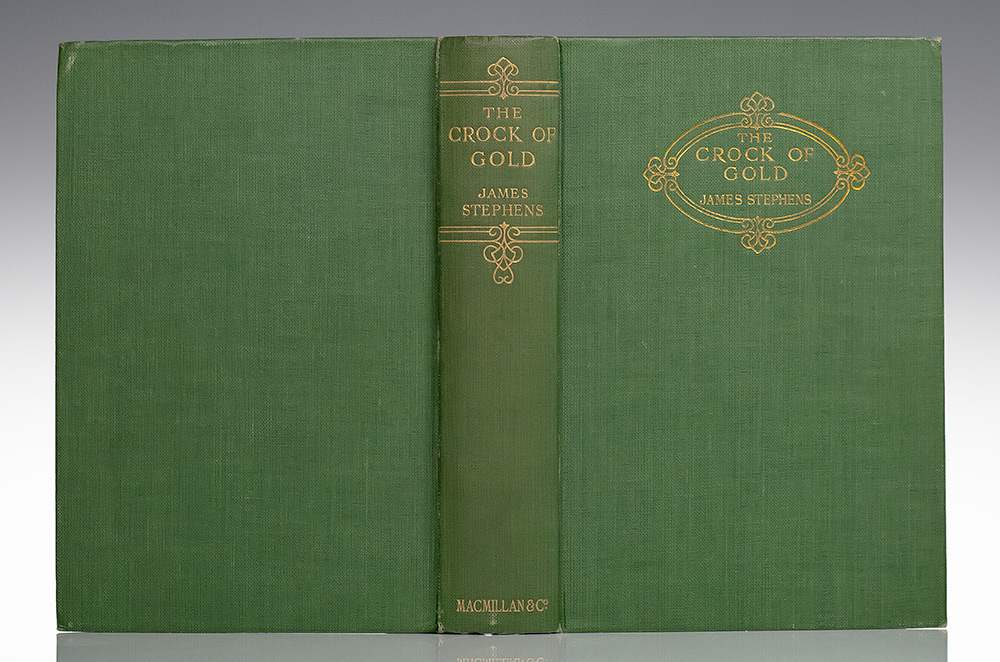 THE
CROCK OF
GOLD
JAMES
STEPHENS
MACMILLAN & Cº
THE
CROCK OF
GOLD
JAMES STEPHENS